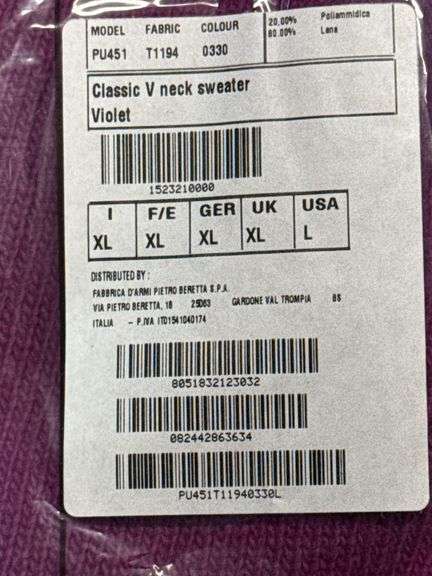 MODEL FABRIC COLOUR 20,00% Poliammidica
PU451 T1194 0330 80.00% Lana
Classic V neck sweater
Violet
1523210000
I F/E GER UK USA
XL XL XL XL L
DISTRIBUTED BY :
FABBRICA D'ARMI PIETRO BERETTA S.P.A.
VIA PIETRO BERETTA, 18 25063 GARDONE VAL TROMPIA BS
ITALIA - P.IVA IT01541040174
8051832123032
082442863634
PU451T11940330L